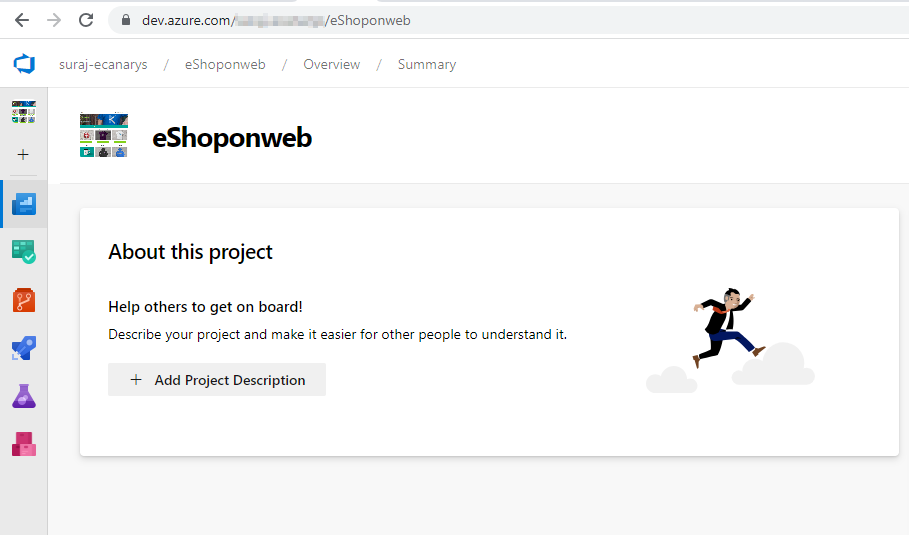 dev.azure.com/
/eShoponweb
suraj-ecanarys / eShoponweb / Overview / Summary
eShoponweb
About this project
Help others to get on board!
Describe your project and make it easier for other people to understand it.
+ Add Project Description